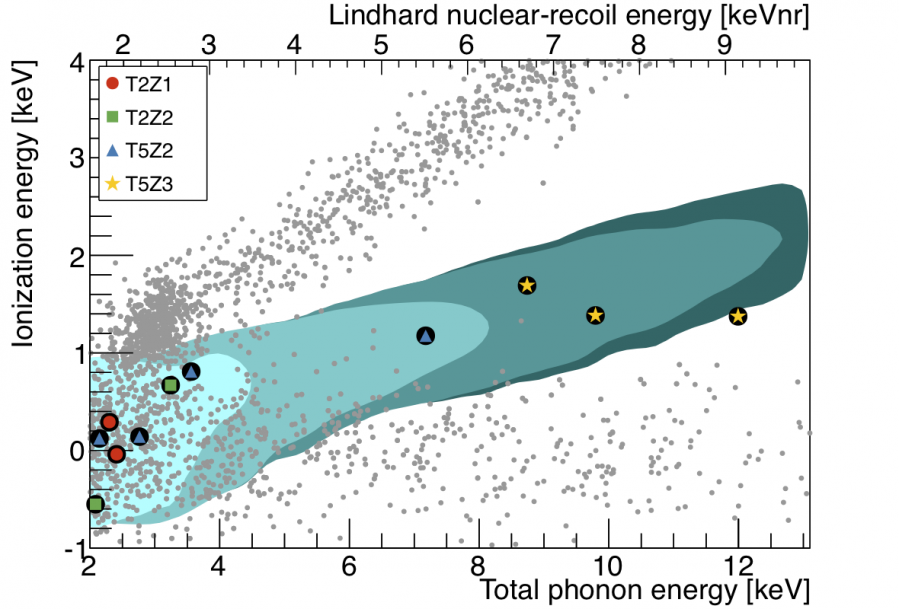 Lindhard nuclear-recoil energy [keVnr]
2 3 4 5 6 7 8 9
Ionization energy [keV]
4
3
2
1
0
-1
T2Z1
T2Z2
T5Z2
T5Z3
2 4 6 8 10 12
Total phonon energy [keV]